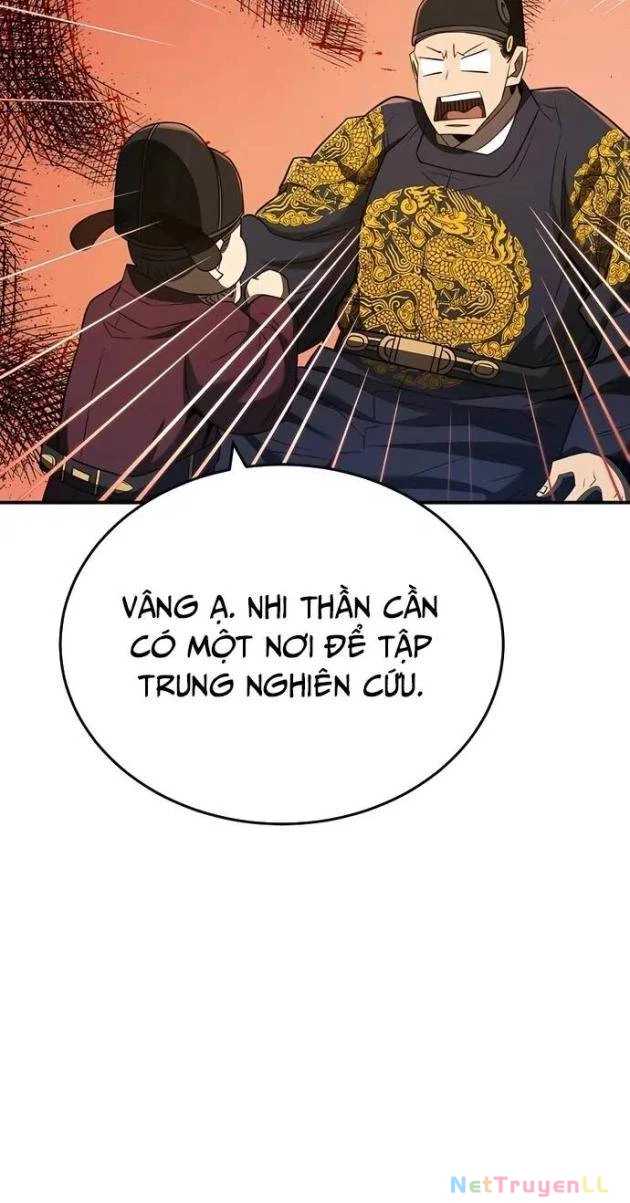 VÂNG Ạ. NHI THẦN CẦN
CÓ MỘT NƠI ĐỂ TẬP
TRUNG NGHIÊN CỨU.
NetTruyenLL